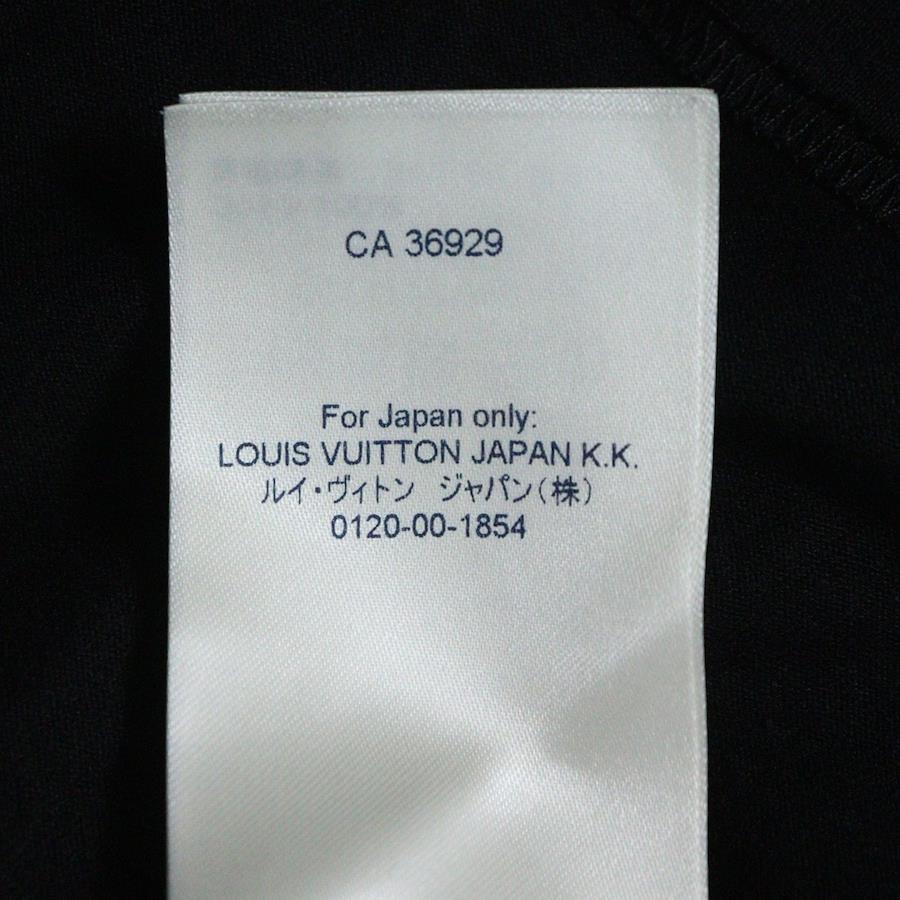 CA 36929
For Japan only:
LOUIS VUITTON JAPAN K.K.
ルイ・ヴィトン ジャパン(株)
0120-00-1854